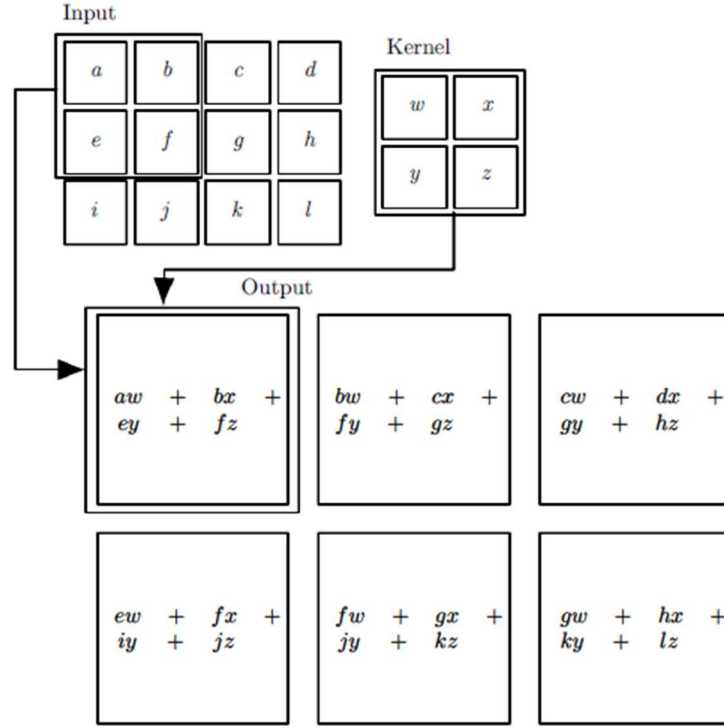 Input
a b c d
e f g h
i j k l
Kernel
w x
y z
Output
aw + bx +
ey + fz
bw + cx +
fy + gz
cw + dx +
gy + hz
ew + fx +
iy + jz
fw + gx +
jy + kz
gw + hx +
ky + lz